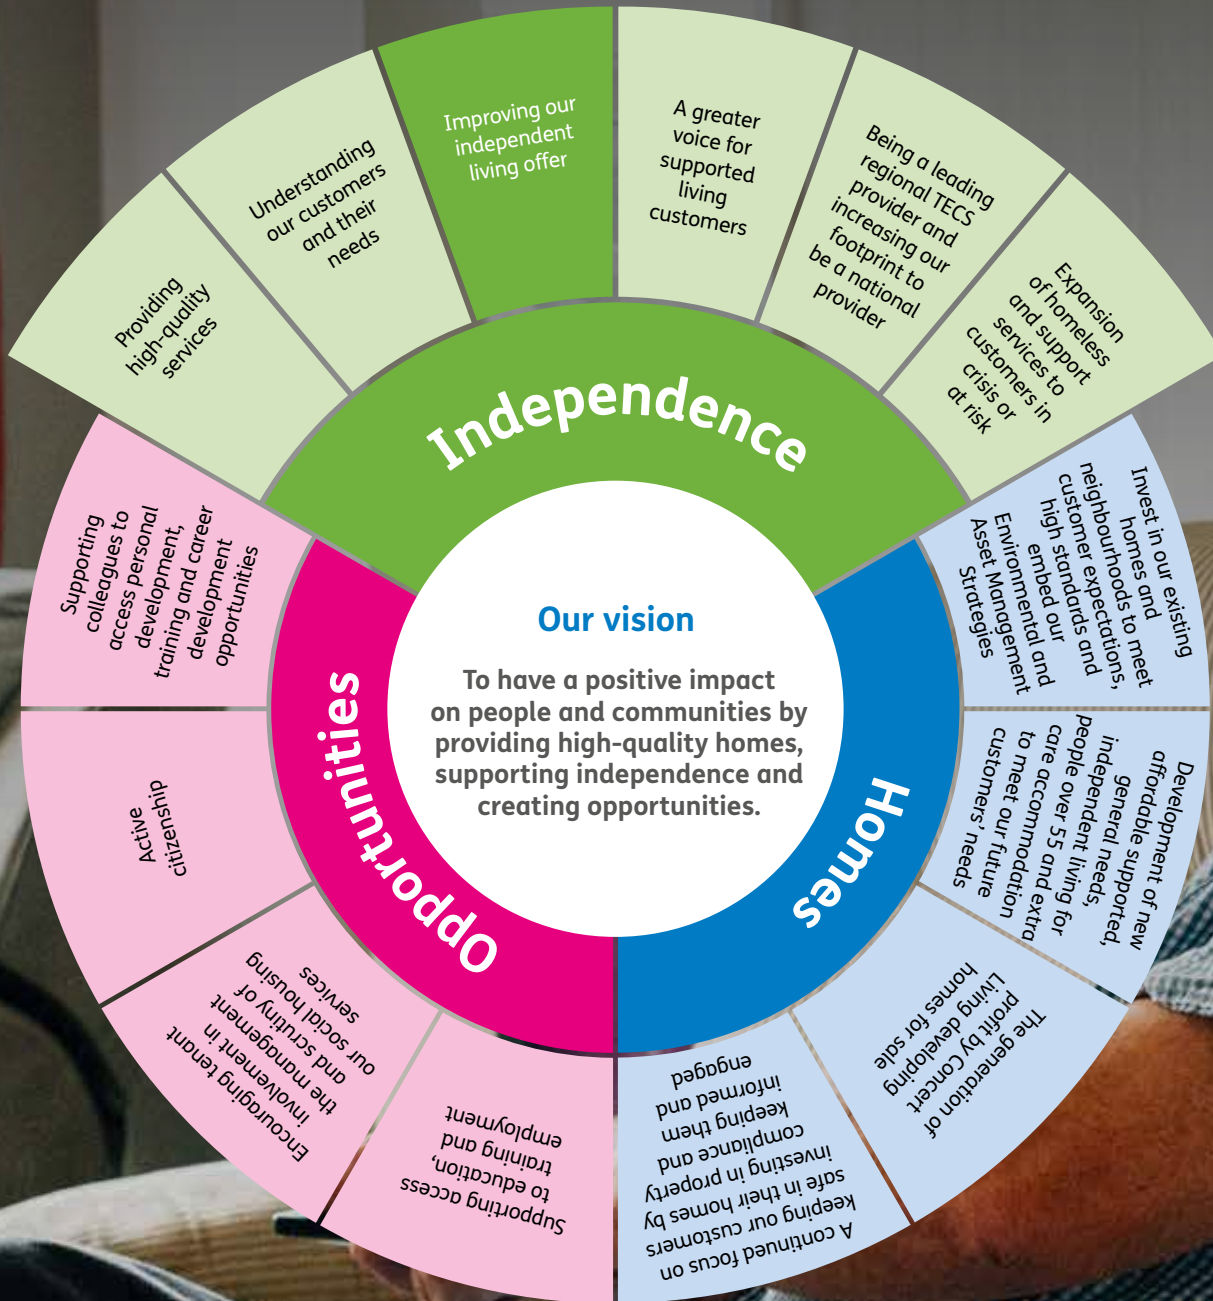 Our vision
To have a positive impact
on people and communities by
providing high-quality homes,
supporting independence and
creating opportunities.
Independence
Providing
high-quality
services
Understanding
our customers
and their
needs
Improving our
independent
living offer
A greater
voice for
supported
living
customers
Being a leading
regional TECS
provider and
increasing our
footprint to
be a national
provider
Expansion
of homeless
and support
services to
customers in
crisis or
at risk
Homes
Invest in our existing
homes and
neighbourhoods to meet
customer expectations,
high standards and
embed our
Environmental and
Asset Management
Strategies
Development of new
affordable supported,
general needs,
independent living for
people over 55 and extra
care accommodation
to meet our future
customers' needs
The generation of
profit by Concert
Living developing
homes for sale
A continued focus on
keeping our customers
safe in their homes by
investing in property
compliance and
keeping them
informed and
engaged
Opportunities
Supporting access
to education,
training and
employment
Encouraging tenant
involvement in
the management
and scrutiny of
our social housing
services
Active
citizenship
Supporting
colleagues to
access personal
development,
training and career
development
opportunities